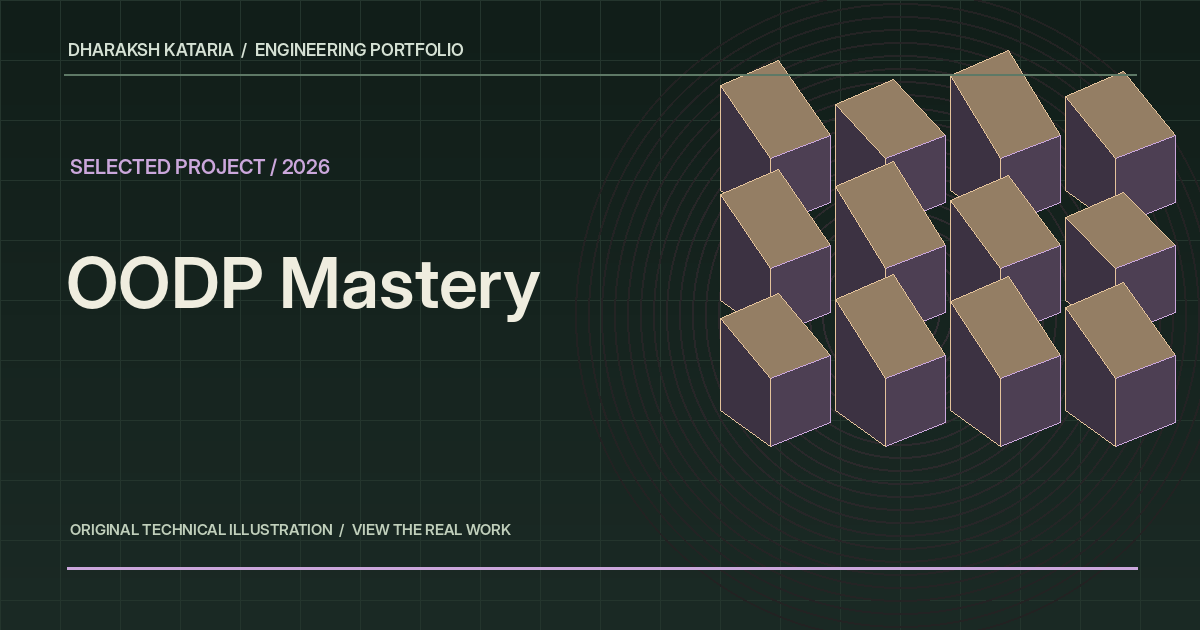 DHARAKSH KATARIA / ENGINEERING PORTFOLIO
SELECTED PROJECT / 2026
OODP Mastery
ORIGINAL TECHNICAL ILLUSTRATION / VIEW THE REAL WORK